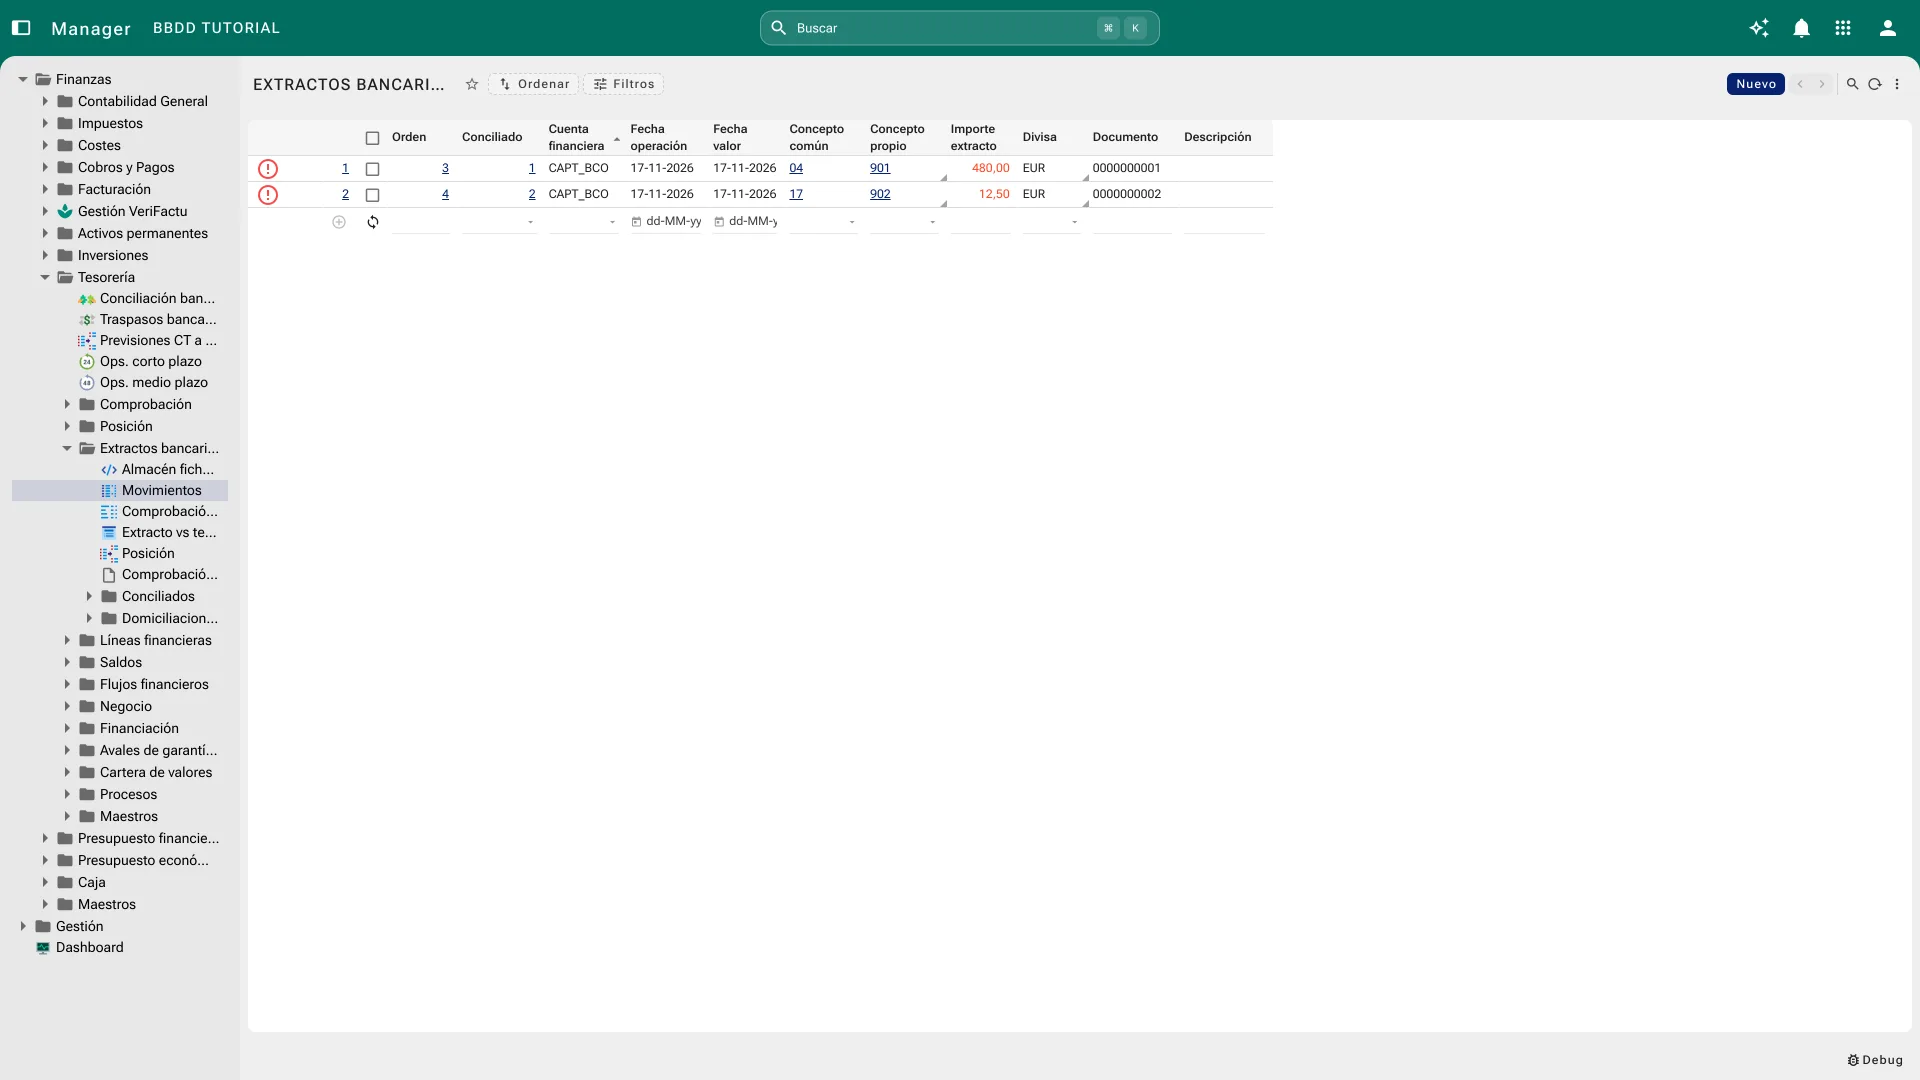 Manager BBDD TUTORIAL Buscar ⌘ K
Finanzas
Contabilidad General
Impuestos
Costes
Cobros y Pagos
Facturación
Gestión VeriFactu
Activos permanentes
Inversiones
Tesorería
Conciliación ban...
Traspasos banca...
Previsiones CT a ...
Ops. corto plazo
Ops. medio plazo
Comprobación
Posición
Extractos bancari...
Almacén fich...
Movimientos
Comprobació...
Extracto vs te...
Posición
Comprobació...
Conciliados
Domiciliacion...
Líneas financieras
Saldos
Flujos financieros
Negocio
Financiación
Avales de garantí...
Cartera de valores
Procesos
Maestros
Presupuesto financie...
Presupuesto econó...
Caja
Maestros
Gestión
Dashboard
EXTRACTOS BANCARI... Ordenar Filtros Nuevo
Orden Conciliado Cuenta financiera Fecha operación Fecha valor Concepto común Concepto propio Importe extracto Divisa Documento Descripción
1 3 1 CAPT_BCO 17-11-2026 17-11-2026 04 901 480,00 EUR 0000000001
2 4 2 CAPT_BCO 17-11-2026 17-11-2026 17 902 12,50 EUR 0000000002
dd-MM-yy dd-MM-y
Debug